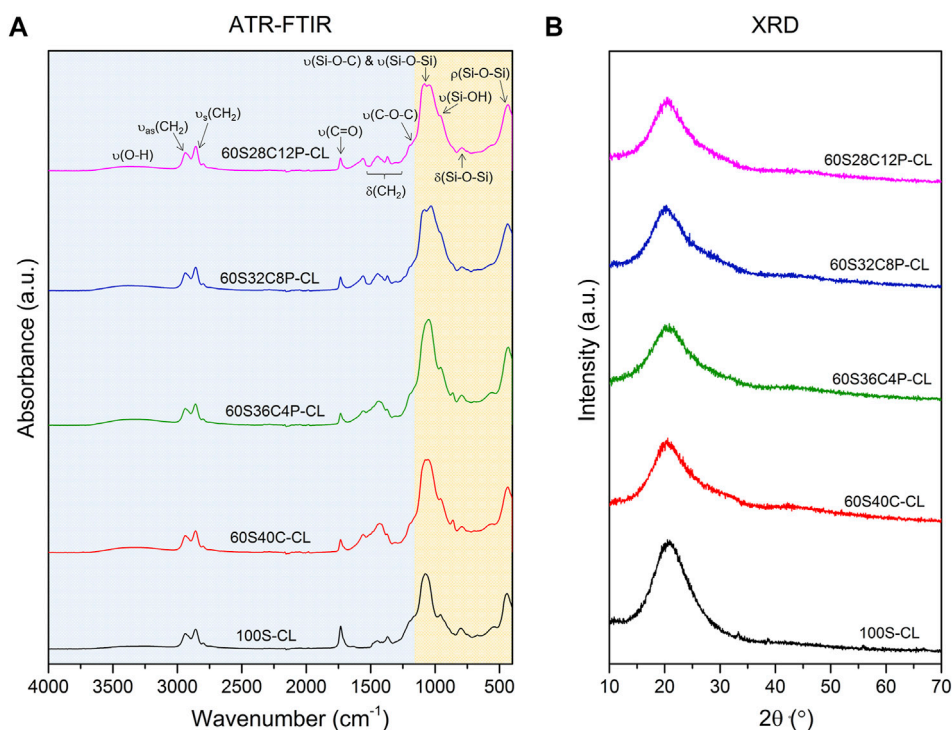 A
ATR-FTIR
υ(Si-O-C) & υ(Si-O-Si)
ρ(Si-O-Si)
υ(Si-OH)
υ(C-O-C)
υₛ(CH₂)
υₐₛ(CH₂)
υ(C=O)
υ(O-H)
60S28C12P-CL
δ(CH₂)
δ(Si-O-Si)
60S32C8P-CL
60S36C4P-CL
60S40C-CL
100S-CL
Absorbance (a.u.)
4000 3500 3000 2500 2000 1500 1000 500
Wavenumber (cm⁻¹)
B
XRD
60S28C12P-CL
60S32C8P-CL
60S36C4P-CL
60S40C-CL
100S-CL
Intensity (a.u.)
10 20 30 40 50 60 70
2θ (°)